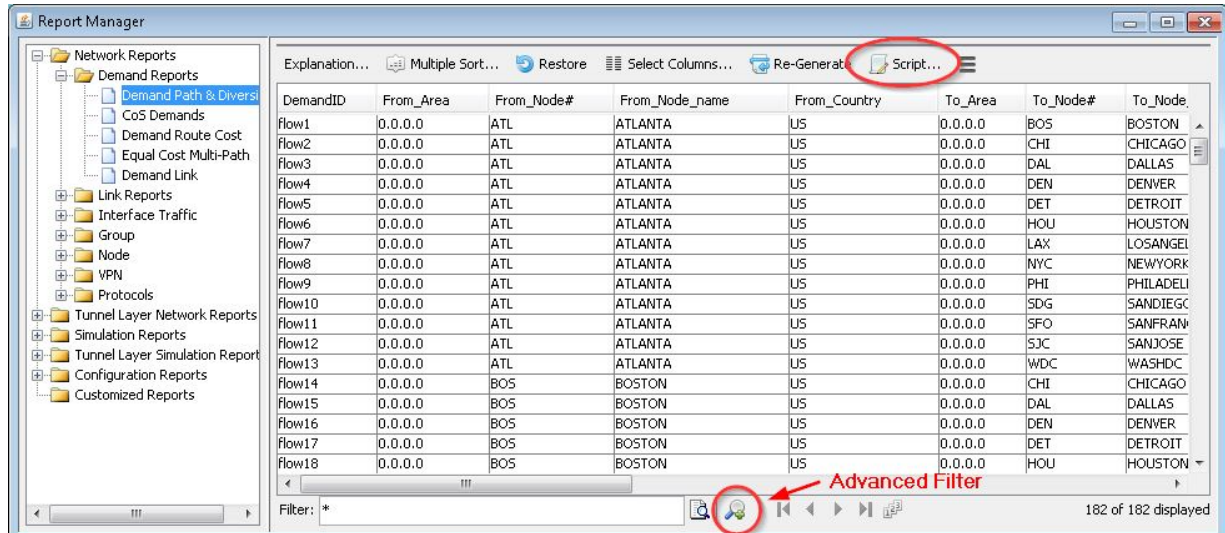 Report Manager
Network Reports
Demand Reports
Demand Path & Diversi
CoS Demands
Demand Route Cost
Equal Cost Multi-Path
Demand Link
Link Reports
Interface Traffic
Group
Node
VPN
Protocols
Tunnel Layer Network Reports
Simulation Reports
Tunnel Layer Simulation Report
Configuration Reports
Customized Reports
Explanation... Multiple Sort... Restore Select Columns... Re-Generate Script...
DemandID From_Area From_Node# From_Node_name From_Country To_Area To_Node# To_Node_
flow1 0.0.0.0 ATL ATLANTA US 0.0.0.0 BOS BOSTON
flow2 0.0.0.0 ATL ATLANTA US 0.0.0.0 CHI CHICAGO
flow3 0.0.0.0 ATL ATLANTA US 0.0.0.0 DAL DALLAS
flow4 0.0.0.0 ATL ATLANTA US 0.0.0.0 DEN DENVER
flow5 0.0.0.0 ATL ATLANTA US 0.0.0.0 DET DETROIT
flow6 0.0.0.0 ATL ATLANTA US 0.0.0.0 HOU HOUSTON
flow7 0.0.0.0 ATL ATLANTA US 0.0.0.0 LAX LOSANGEL
flow8 0.0.0.0 ATL ATLANTA US 0.0.0.0 NYC NEWYORK
flow9 0.0.0.0 ATL ATLANTA US 0.0.0.0 PHI PHILADEL
flow10 0.0.0.0 ATL ATLANTA US 0.0.0.0 SDG SANDIEGO
flow11 0.0.0.0 ATL ATLANTA US 0.0.0.0 SFO SANFRAN
flow12 0.0.0.0 ATL ATLANTA US 0.0.0.0 SJC SANJOSE
flow13 0.0.0.0 ATL ATLANTA US 0.0.0.0 WDC WASHDC
flow14 0.0.0.0 BOS BOSTON US 0.0.0.0 CHI CHICAGO
flow15 0.0.0.0 BOS BOSTON US 0.0.0.0 DAL DALLAS
flow16 0.0.0.0 BOS BOSTON US 0.0.0.0 DEN DENVER
flow17 0.0.0.0 BOS BOSTON US 0.0.0.0 DET DETROIT
flow18 0.0.0.0 BOS BOSTON US 0.0.0.0 HOU HOUSTON
Advanced Filter
Filter: * 182 of 182 displayed